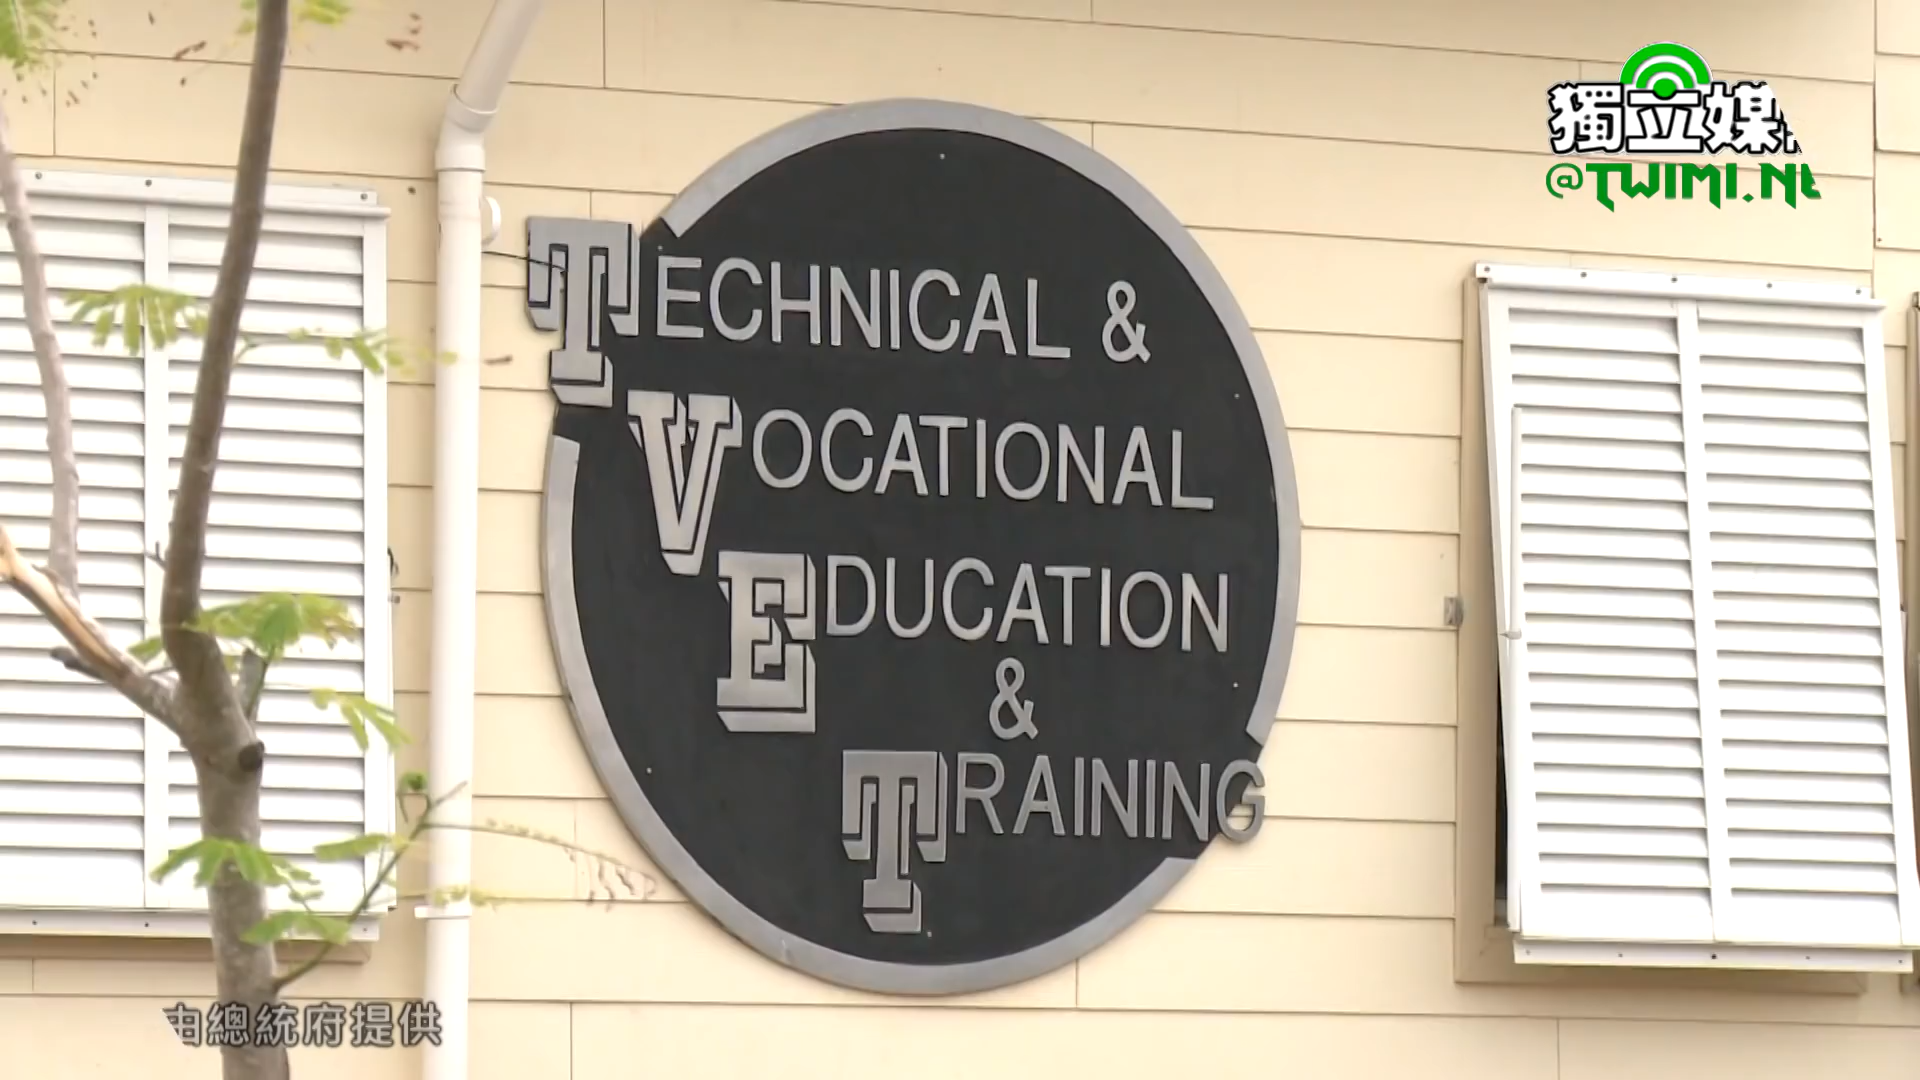 獨立媒
@TWIMI.NE
TECHNICAL &
VOCATIONAL
EDUCATION
&
TRAINING
由總統府提供